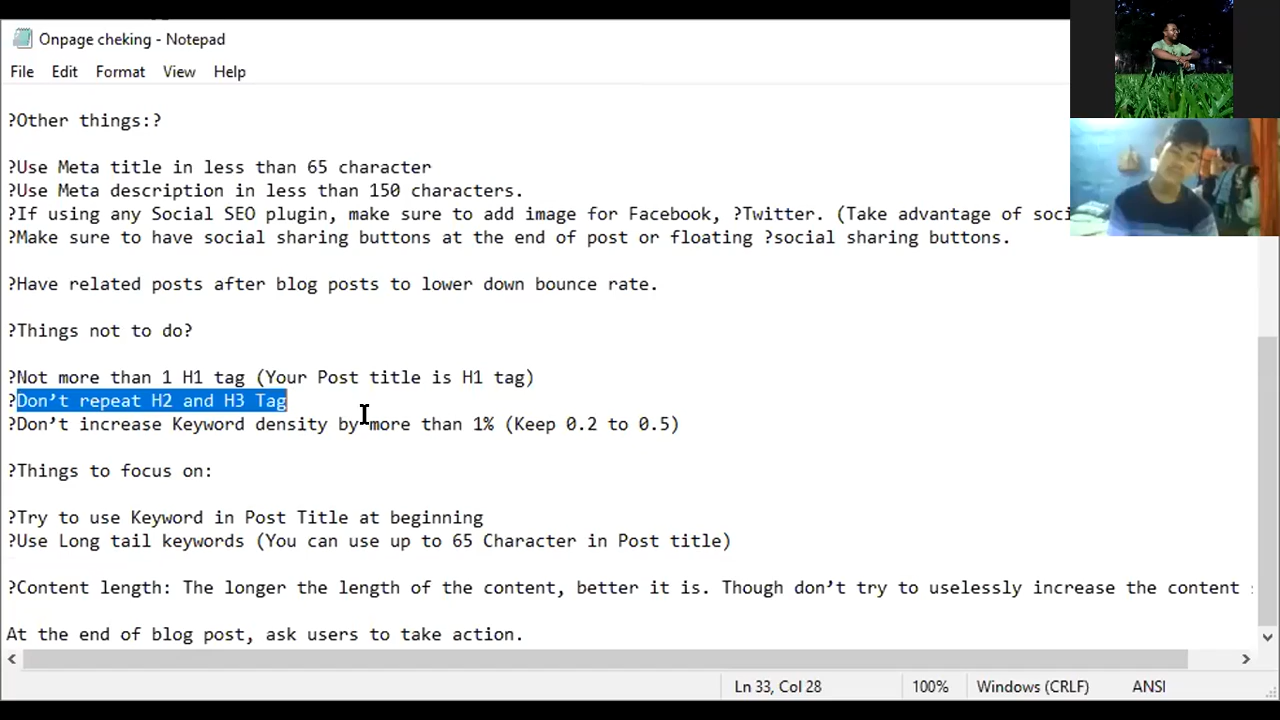 Onpage cheking - Notepad
File Edit Format View Help
?Other things:?
?Use Meta title in less than 65 character
?Use Meta description in less than 150 characters.
?If using any Social SEO plugin, make sure to add image for Facebook, ?Twitter. (Take advantage of soci
?Make sure to have social sharing buttons at the end of post or floating ?social sharing buttons.
?Have related posts after blog posts to lower down bounce rate.
?Things not to do?
?Not more than 1 H1 tag (Your Post title is H1 tag)
?Don’t repeat H2 and H3 Tag
?Don’t increase Keyword density by more than 1% (Keep 0.2 to 0.5)
?Things to focus on:
?Try to use Keyword in Post Title at beginning
?Use Long tail keywords (You can use up to 65 Character in Post title)
?Content length: The longer the length of the content, better it is. Though don’t try to uselessly increase the content
At the end of blog post, ask users to take action.
Ln 33, Col 28 100% Windows (CRLF) ANSI